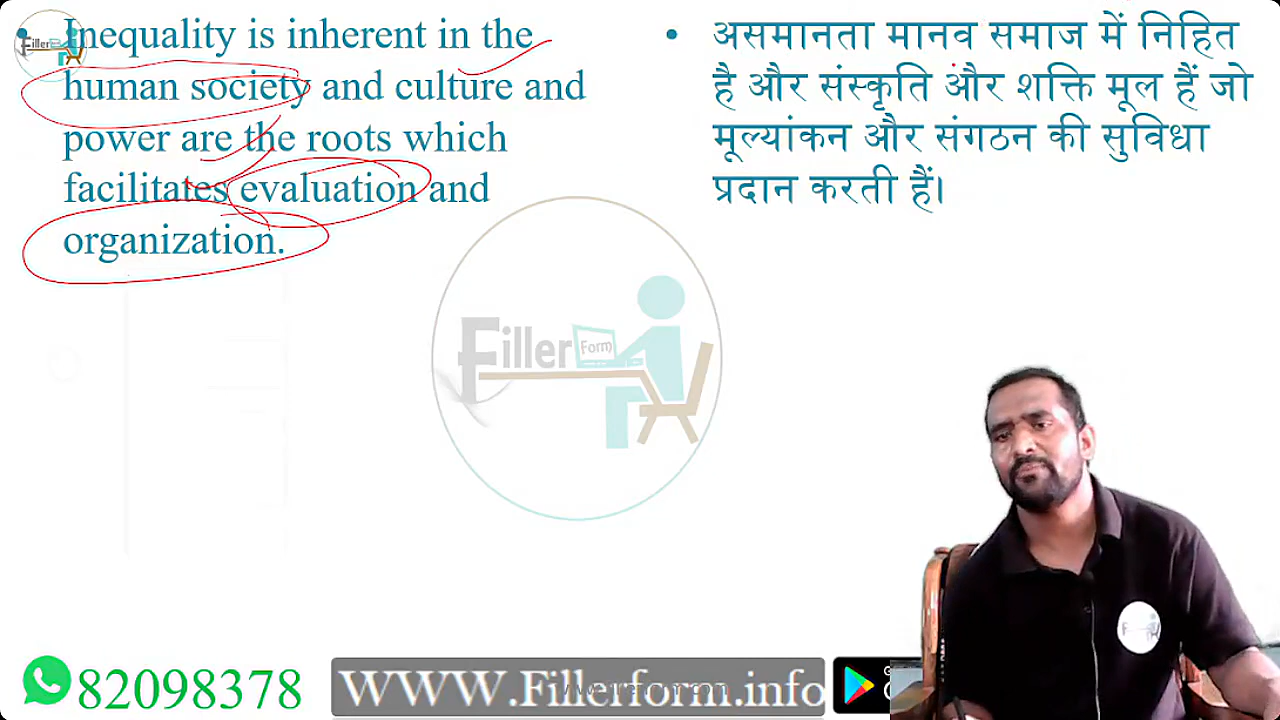 Inequality is inherent in the
human society and culture and
power are the roots which
facilitates evaluation and
organization.
असमानता मानव समाज में निहित
है और संस्कृति और शक्ति मूल हैं जो
मूल्यांकन और संगठन की सुविधा
प्रदान करती हैं।
Filler Form
82098378
WWW.Fillerform.info